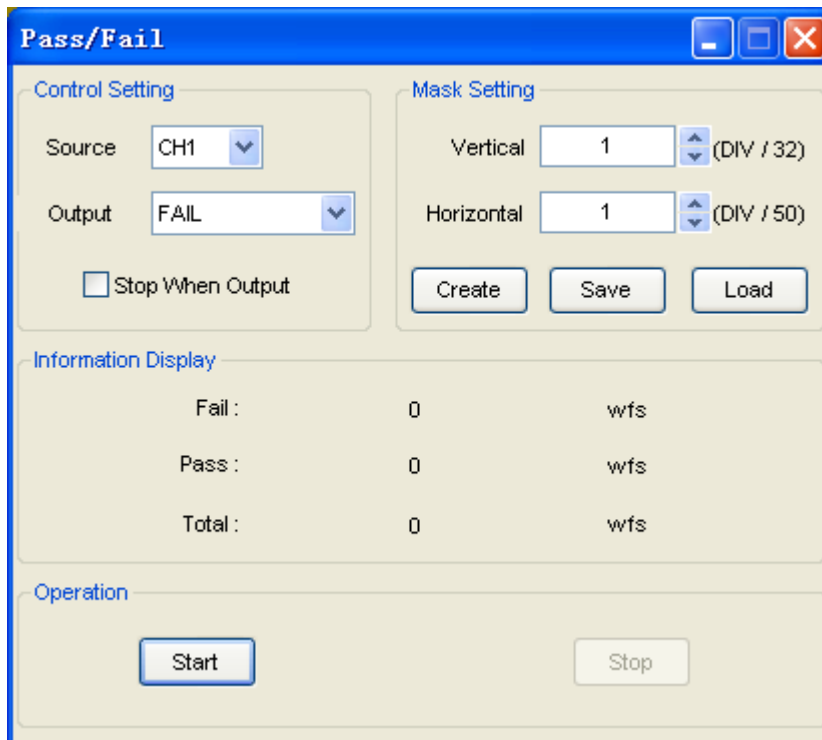 Pass/Fail
Control Setting
Source CH1
Output FAIL
Stop When Output
Mask Setting
Vertical 1 (DIV / 32)
Horizontal 1 (DIV / 50)
Create Save Load
Information Display
Fail : 0 wfs
Pass : 0 wfs
Total : 0 wfs
Operation
Start Stop